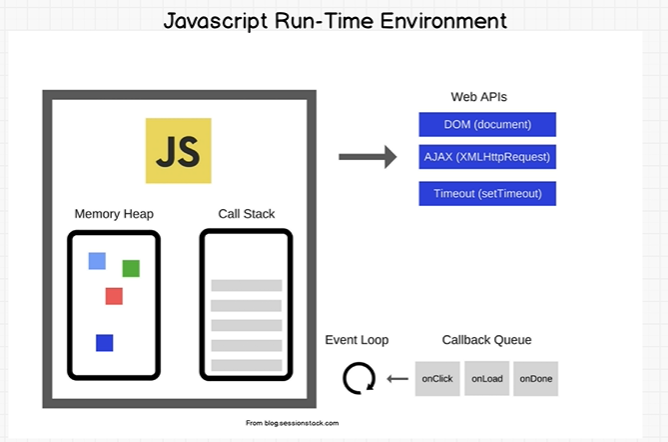 Javascript Run-Time Environment
JS
Memory Heap
Call Stack
Web APIs
DOM (document)
AJAX (XMLHttpRequest)
Timeout (setTimeout)
Event Loop
Callback Queue
onClick
onLoad
onDone
From blog.sessionstack.com